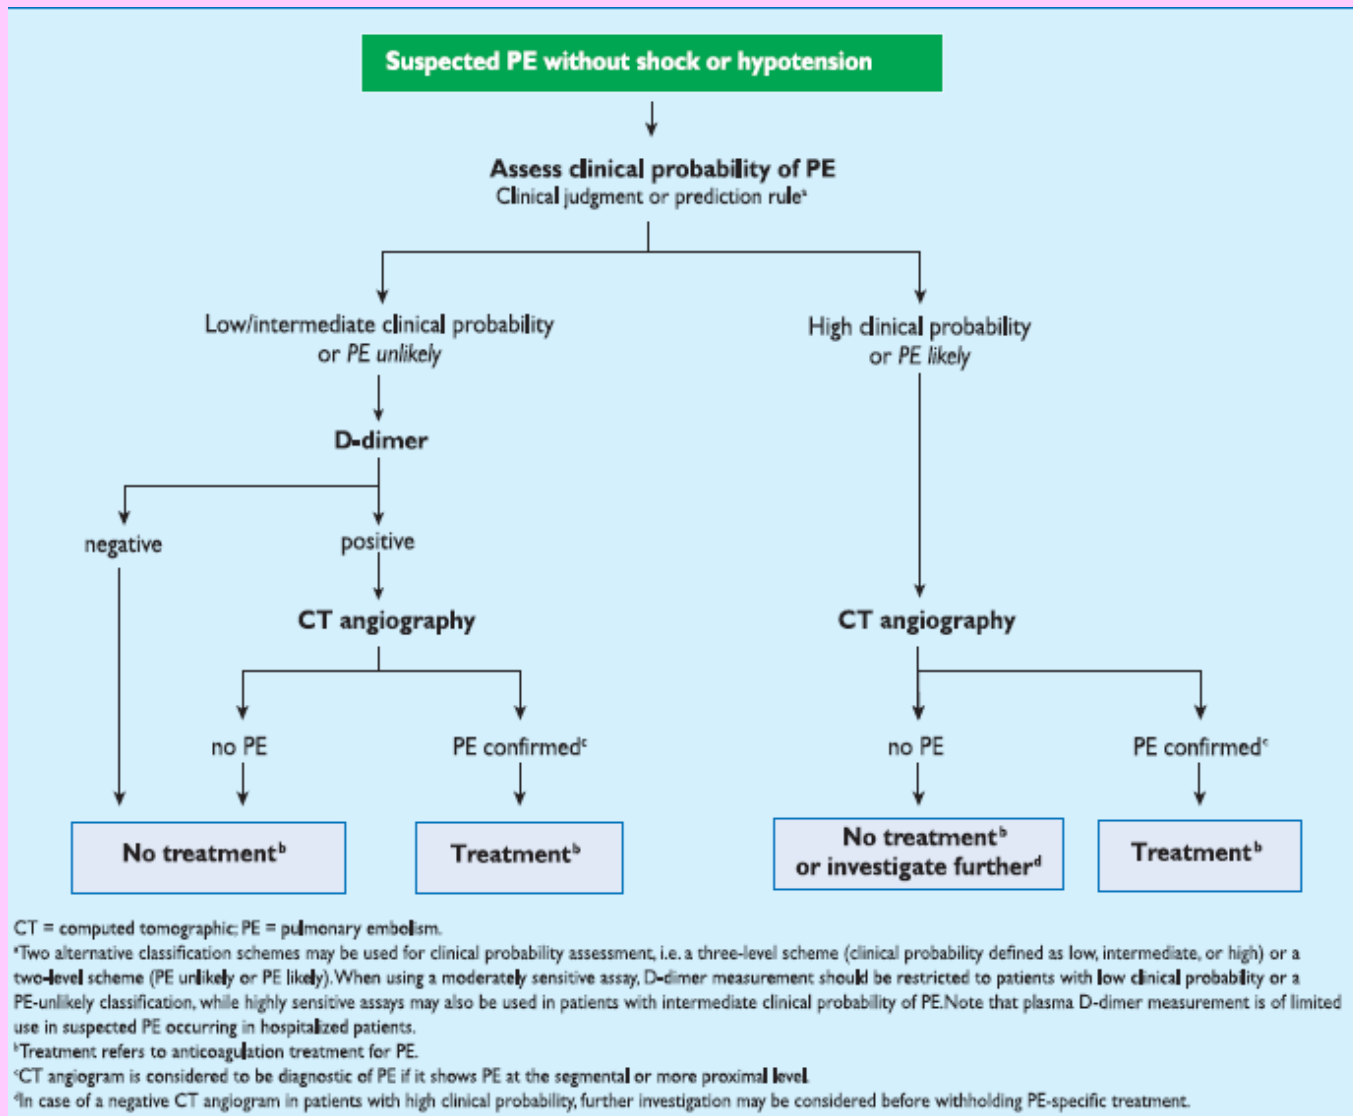 Suspected PE without shock or hypotension
Assess clinical probability of PE
Clinical judgment or prediction ruleᵃ
Low/intermediate clinical probability
or PE unlikely
High clinical probability
or PE likely
D-dimer
negative
positive
CT angiography
CT angiography
no PE
PE confirmedᶜ
no PE
PE confirmedᶜ
No treatmentᵇ
Treatmentᵇ
No treatmentᵇ
or investigate furtherᵈ
Treatmentᵇ
CT = computed tomographic; PE = pulmonary embolism.
ᵃTwo alternative classification schemes may be used for clinical probability assessment, i.e. a three-level scheme (clinical probability defined as low, intermediate, or high) or a
two-level scheme (PE unlikely or PE likely). When using a moderately sensitive assay, D-dimer measurement should be restricted to patients with low clinical probability or a
PE-unlikely classification, while highly sensitive assays may also be used in patients with intermediate clinical probability of PE. Note that plasma D-dimer measurement is of limited
use in suspected PE occurring in hospitalized patients.
ᵇTreatment refers to anticoagulation treatment for PE.
ᶜCT angiogram is considered to be diagnostic of PE if it shows PE at the segmental or more proximal level.
ᵈIn case of a negative CT angiogram in patients with high clinical probability, further investigation may be considered before withholding PE-specific treatment.